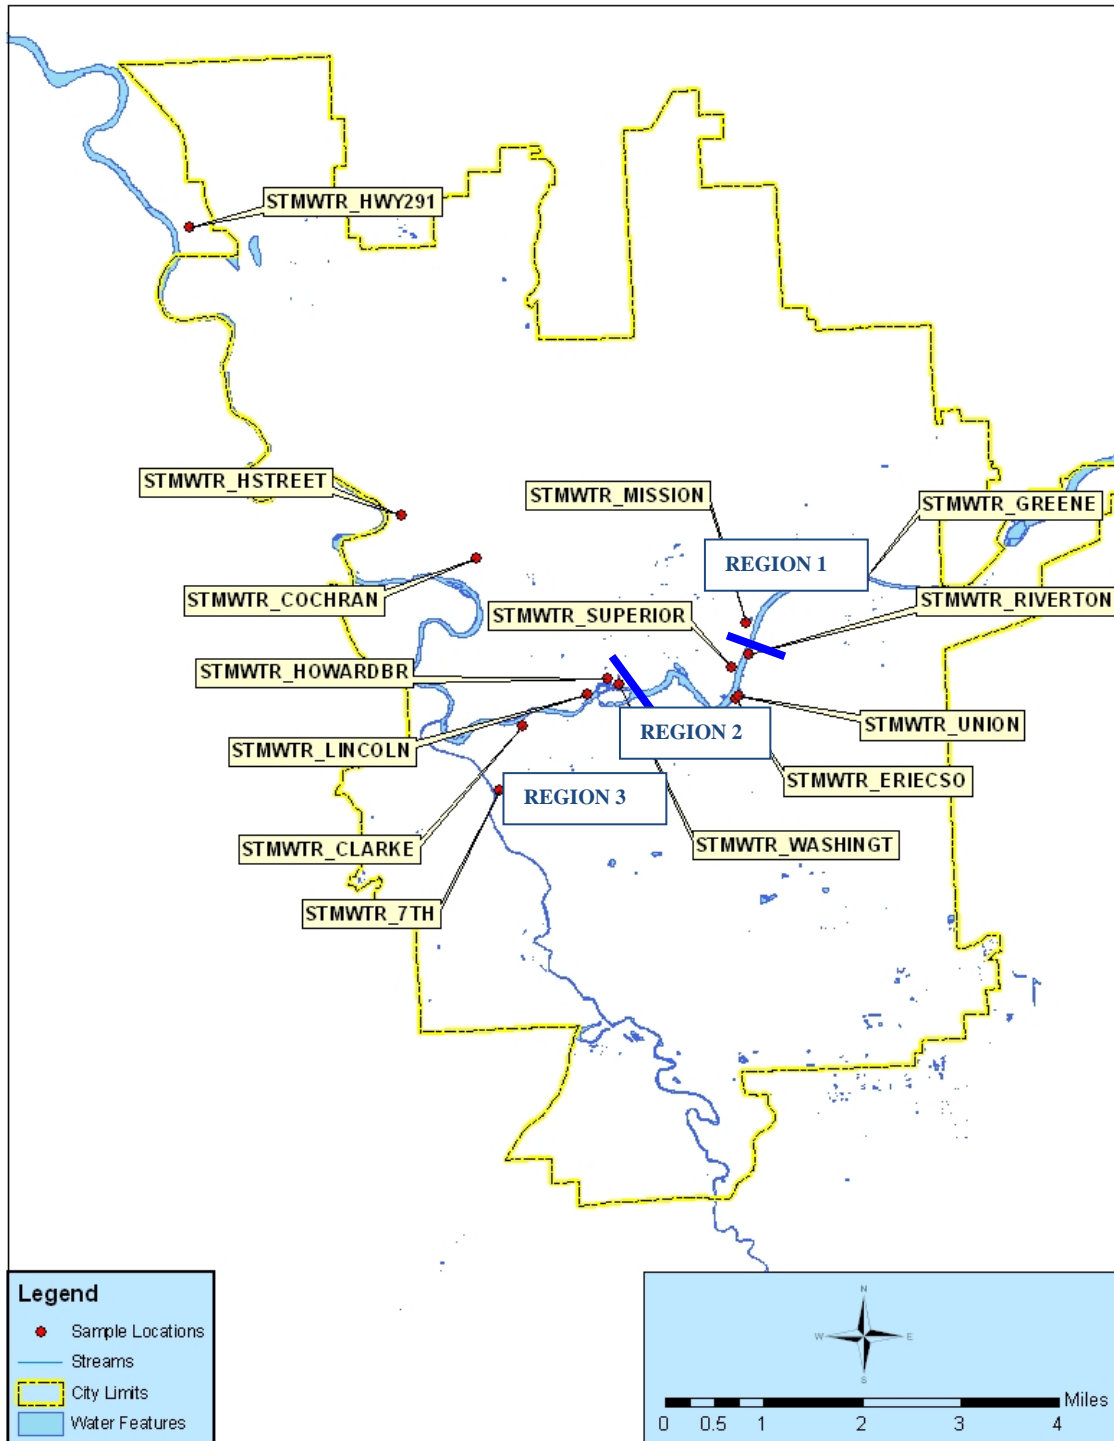 STMWTR_HWY291
STMWTR_HSTREET
STMWTR_MISSION
STMWTR_GREENE
REGION 1
STMWTR_COCHRAN
STMWTR_RIVERTON
STMWTR_SUPERIOR
STMWTR_HOWARDBR
STMWTR_UNION
REGION 2
STMWTR_LINCOLN
STMWTR_ERIECSO
REGION 3
STMWTR_CLARKE
STMWTR_WASHINGT
STMWTR_7TH
Legend
Sample Locations
Streams
City Limits
Water Features
N
W
E
S
Miles
0 0.5 1 2 3 4